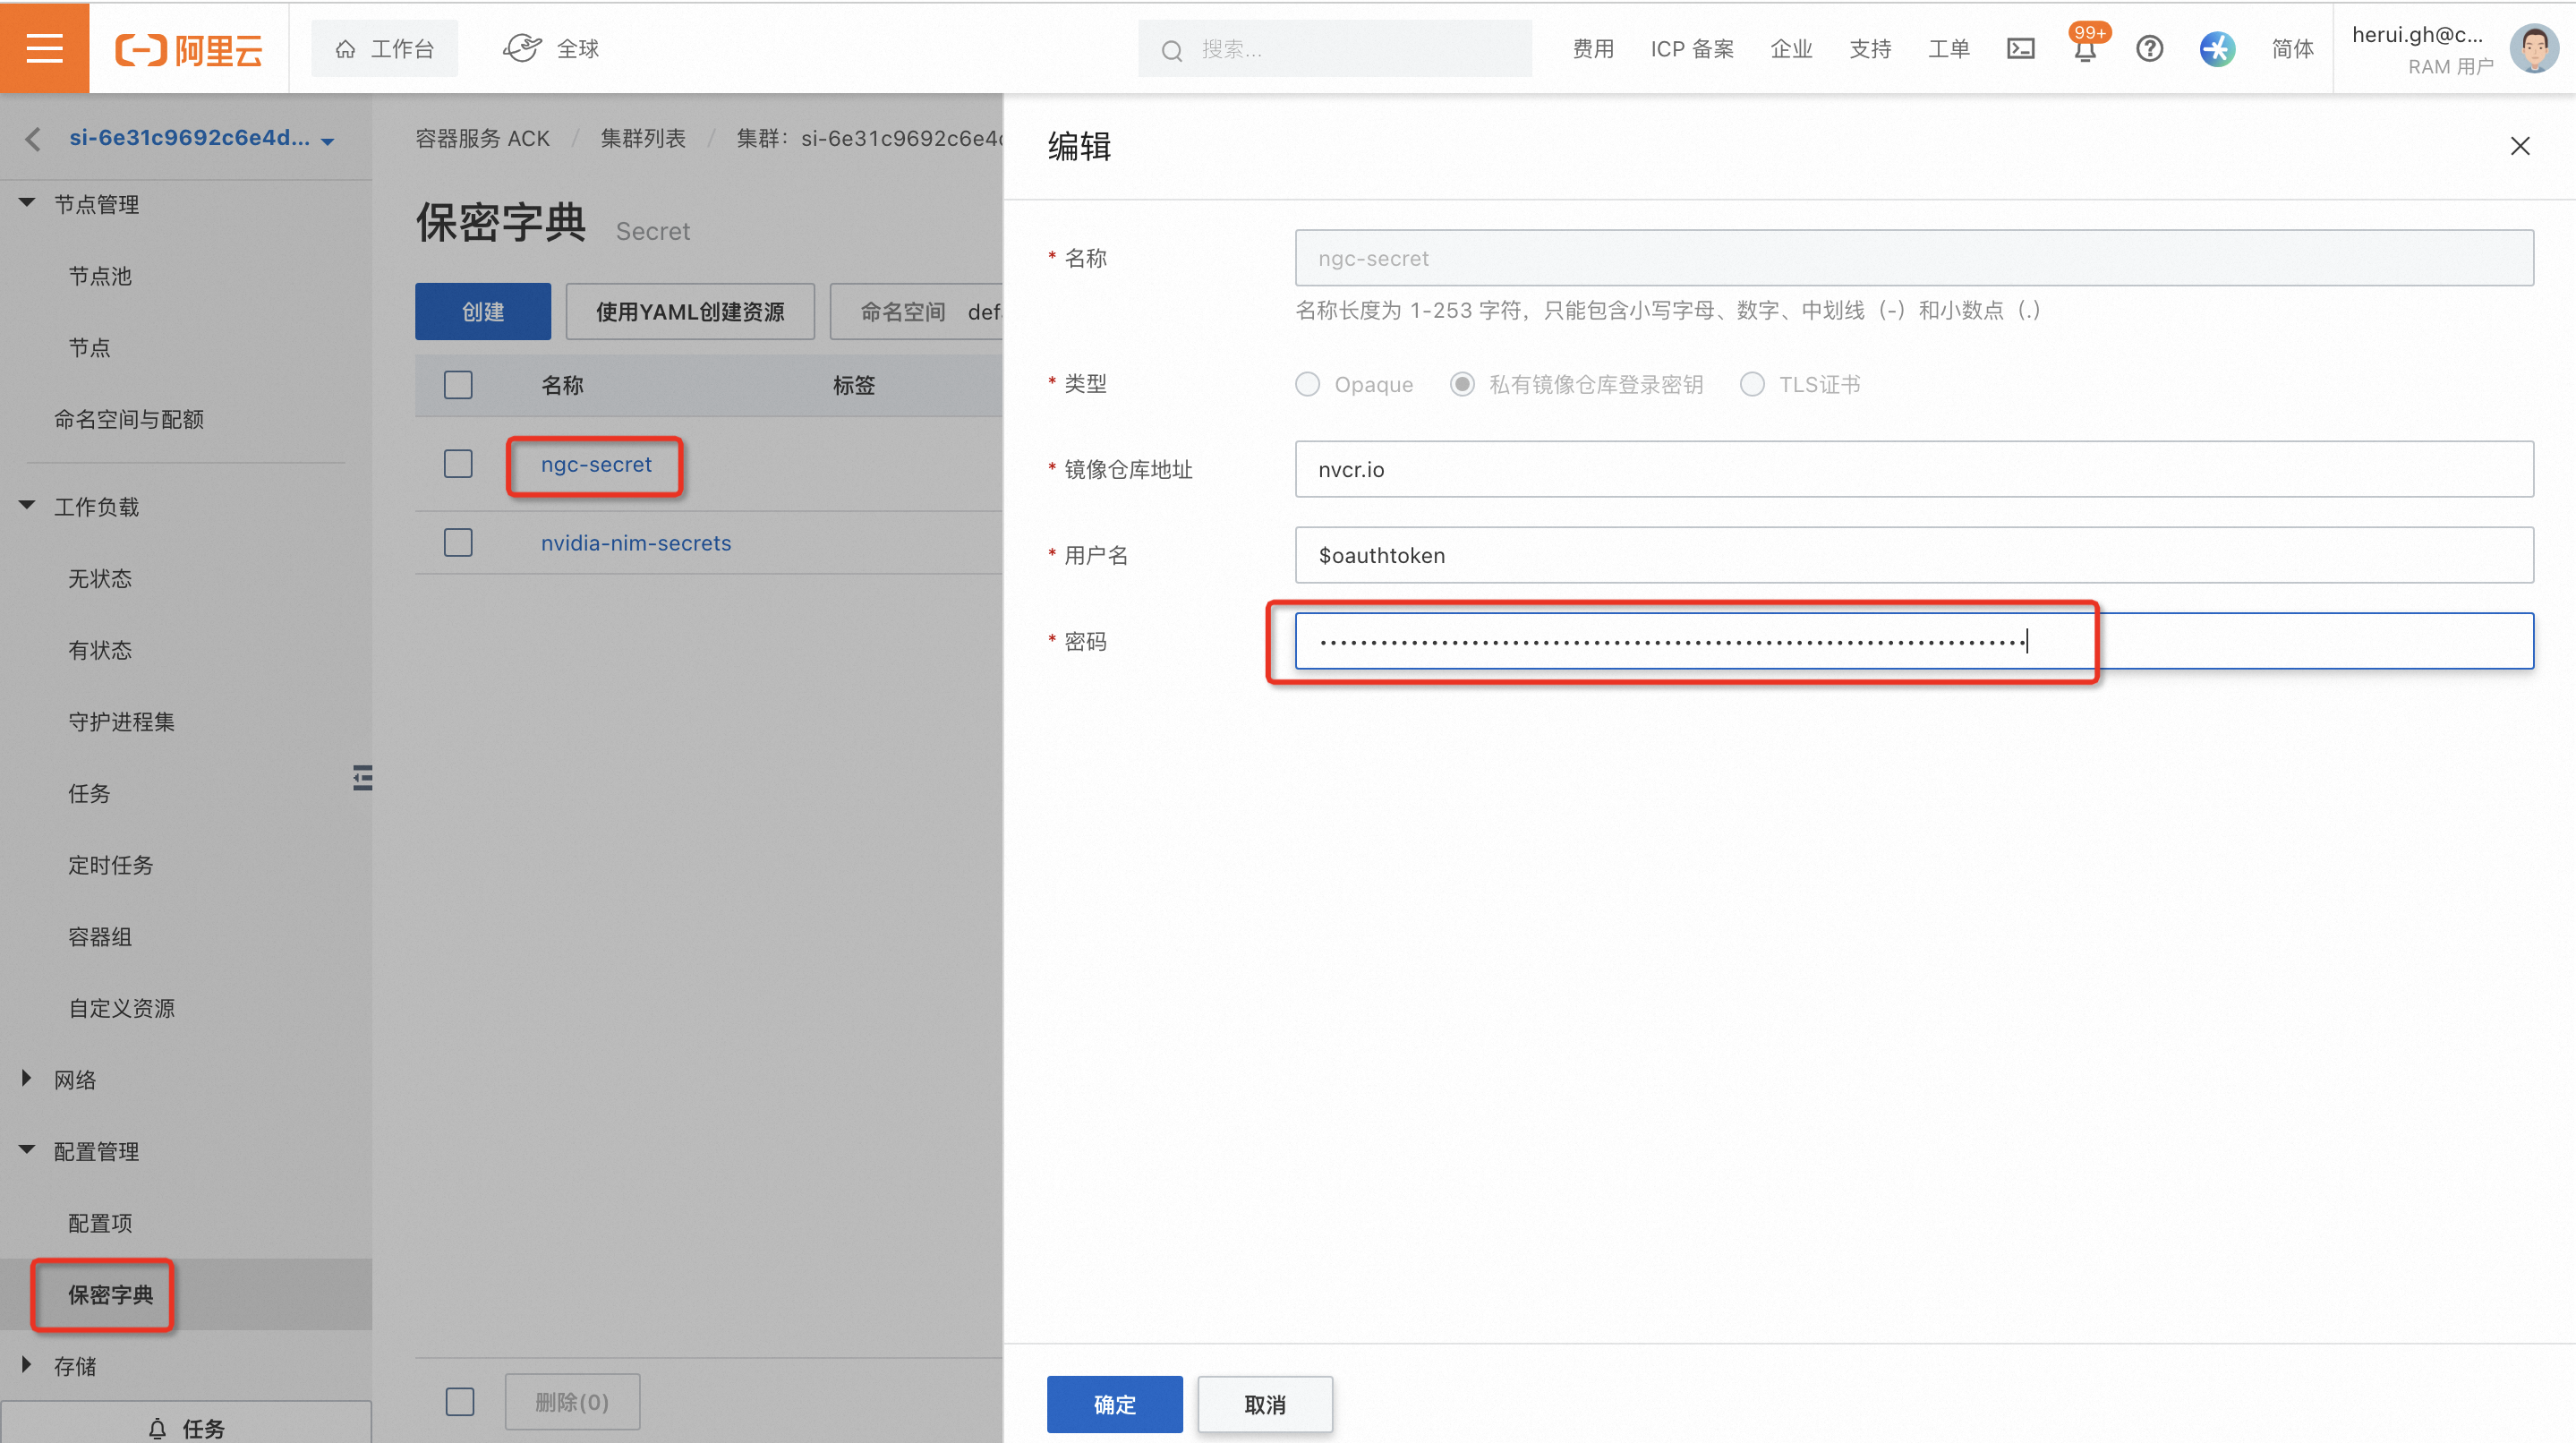 阿里云
工作台
全球
搜索...
费用
ICP 备案
企业
支持
工单
99+
简体
herui.gh@c...
RAM 用户
si-6e31c9692c6e4d...
节点管理
节点池
节点
命名空间与配额
工作负载
无状态
有状态
守护进程集
任务
定时任务
容器组
自定义资源
网络
配置管理
配置项
保密字典
存储
任务
容器服务 ACK / 集群列表 / 集群：si-6e31c9692c6e4
保密字典 Secret
创建
使用YAML创建资源
命名空间 def
名称 标签
ngc-secret
nvidia-nim-secrets
删除(0)
编辑
* 名称
ngc-secret
名称长度为 1-253 字符，只能包含小写字母、数字、中划线（-）和小数点（.）
* 类型
Opaque 私有镜像仓库登录密钥 TLS证书
* 镜像仓库地址
nvcr.io
* 用户名
$oauthtoken
* 密码
确定
取消